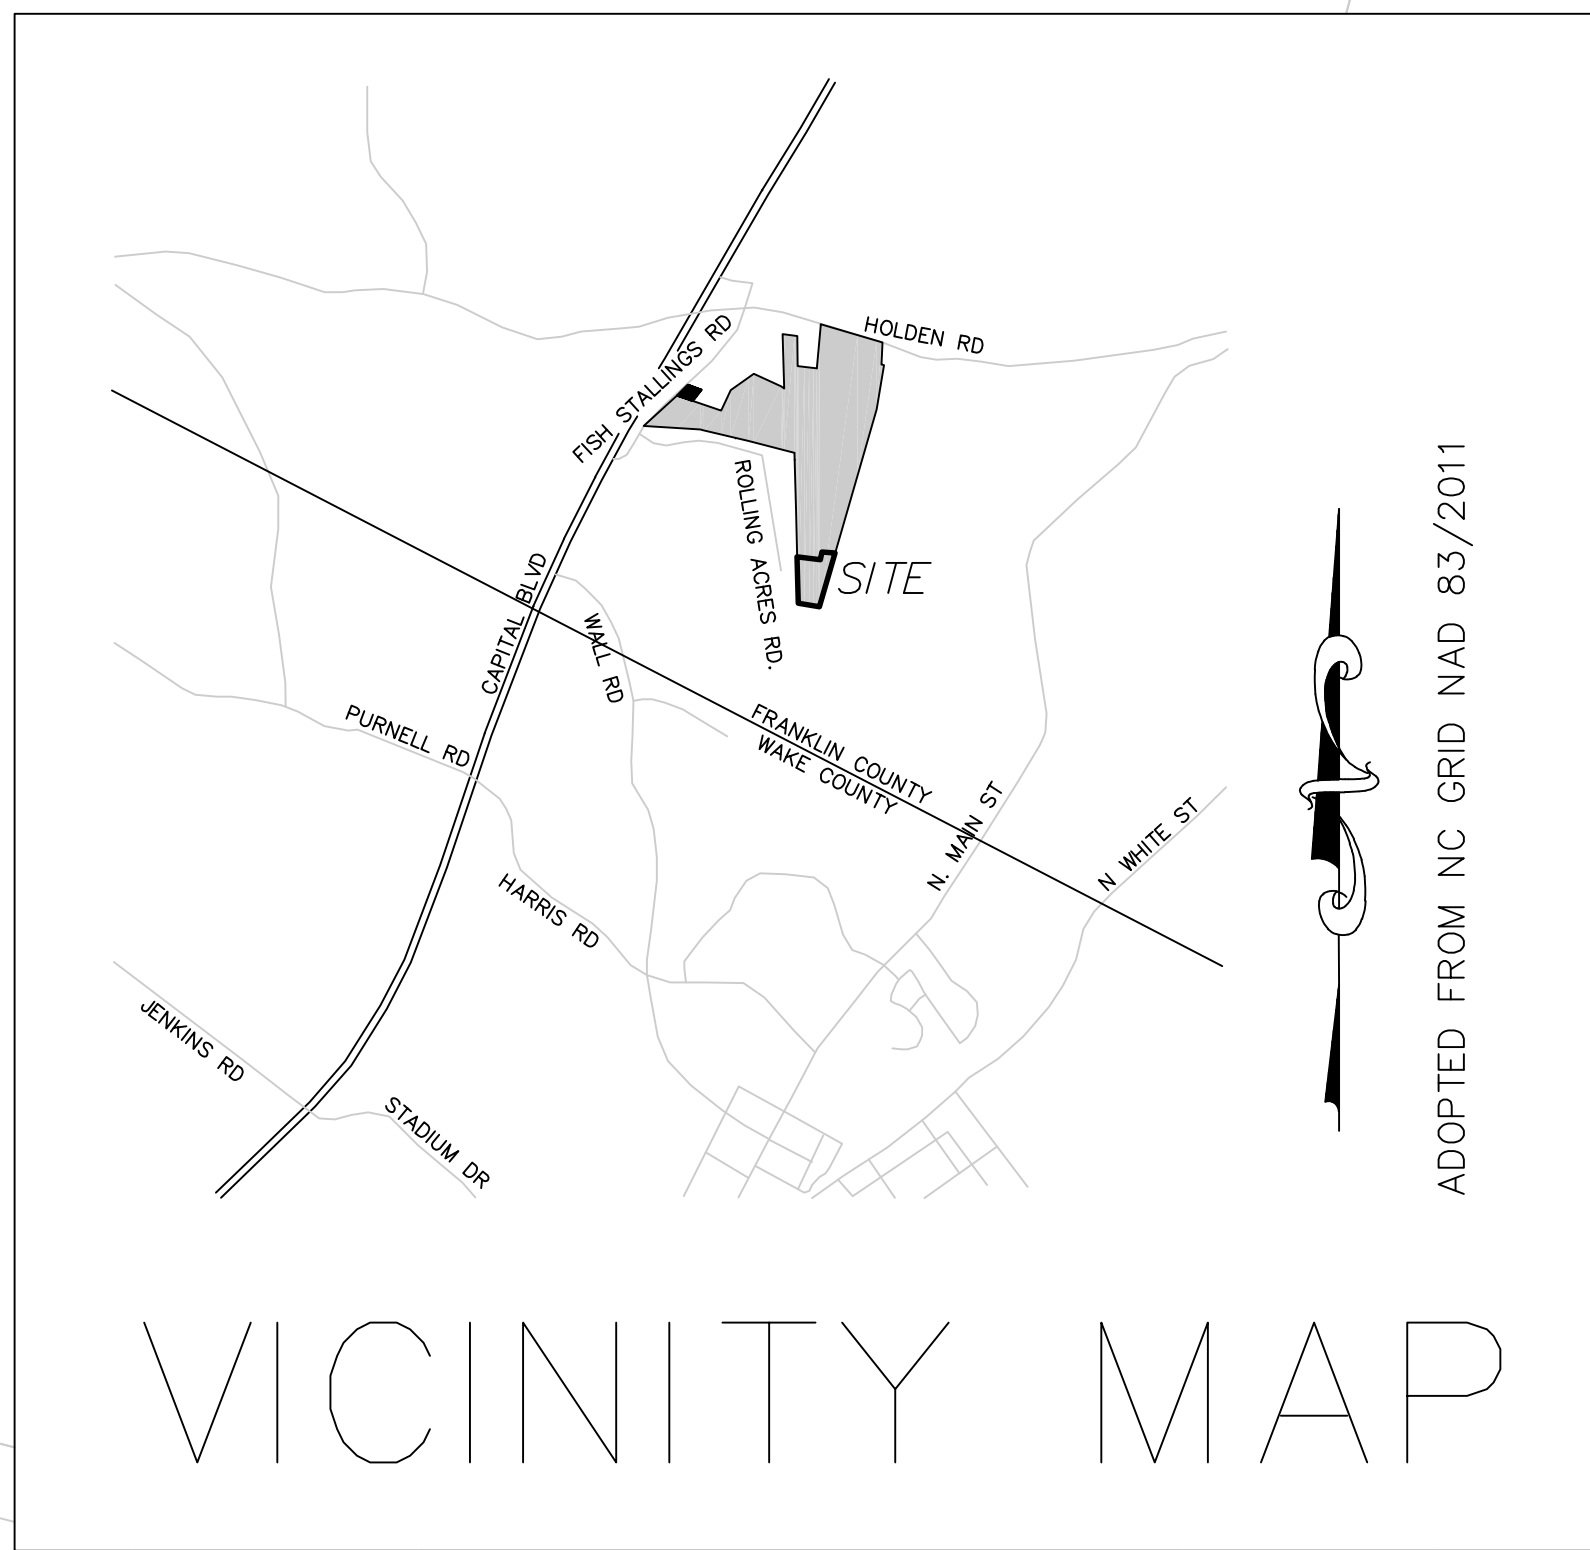 HOLDEN RD
FISH STALLINGS RD
ROLLING ACRES RD.
SITE
CAPITAL BLVD
WALL RD
PURNELL RD
FRANKLIN COUNTY
WAKE COUNTY
N. MAIN ST
N WHITE ST
HARRIS RD
JENKINS RD
STADIUM DR
ADOPTED FROM NC GRID NAD 83/2011
VICINITY MAP